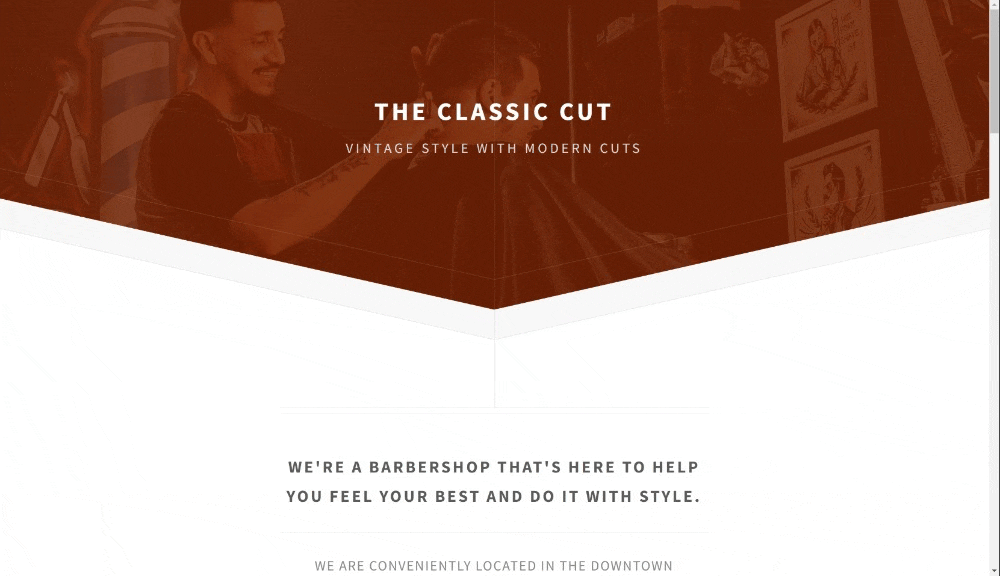 THE CLASSIC CUT
VINTAGE STYLE WITH MODERN CUTS
WE'RE A BARBERSHOP THAT'S HERE TO HELP
YOU FEEL YOUR BEST AND DO IT WITH STYLE.
WE ARE CONVENIENTLY LOCATED IN THE DOWNTOWN